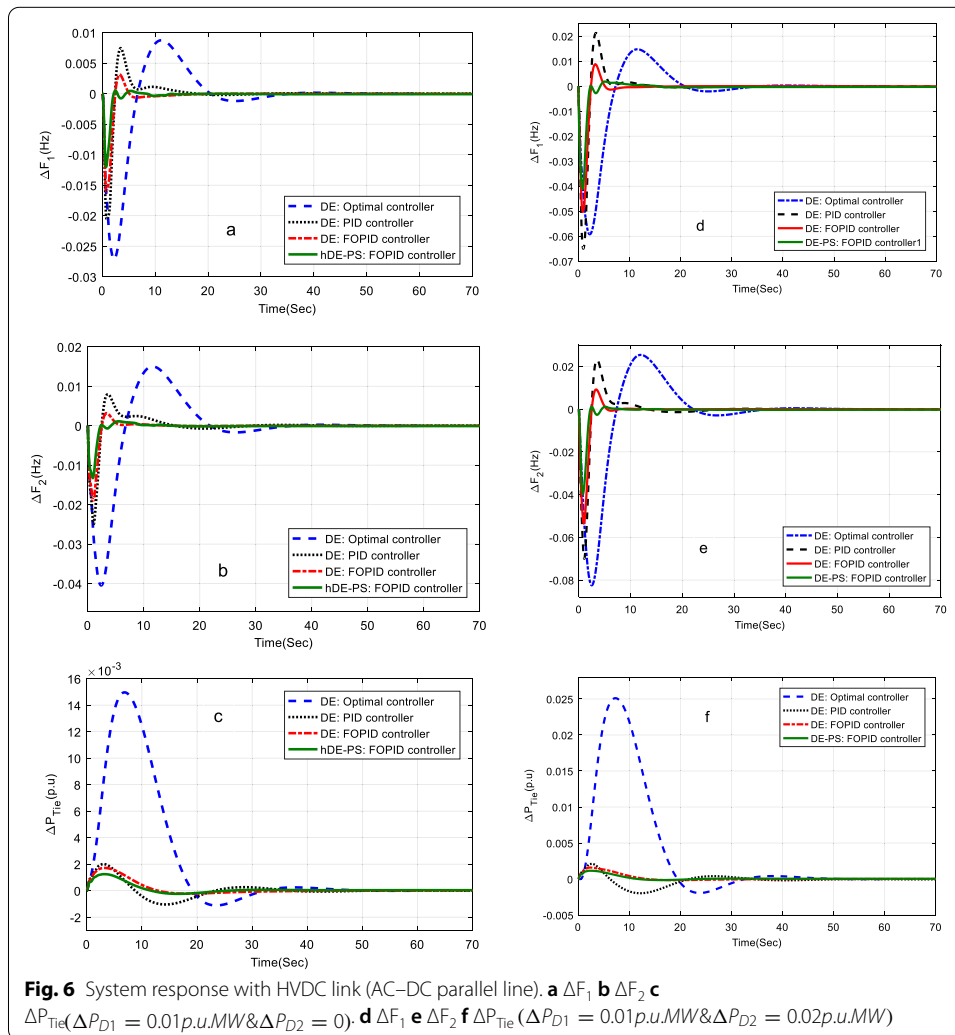 0.01
0.005
0
-0.005
-0.01
-0.015
-0.02
-0.025
-0.03
ΔF1(Hz)
DE: Optimal controller
DE: PID controller
DE: FOPID controller
hDE-PS: FOPID controller
a
0 10 20 30 40 50 60 70
Time(Sec)
0.02
0.01
0
-0.01
-0.02
-0.03
-0.04
-0.05
-0.06
-0.07
ΔF1(Hz)
DE: Optimal controller
DE: PID controller
DE: FOPID controller
DE-PS: FOPID controller1
d
0 10 20 30 40 50 60 70
Time(Sec)
0.02
0.01
0
-0.01
-0.02
-0.03
-0.04
ΔF2(Hz)
DE: Optimal controller
DE: PID controller
DE: FOPID controller
hDE-PS: FOPID controller
b
0 10 20 30 40 50 60 70
Time(Sec)
0.02
0
-0.02
-0.04
-0.06
-0.08
ΔF2(Hz)
DE: Optimal controller
DE: PID controller
DE: FOPID controller
DE-PS: FOPID controller
e
0 10 20 30 40 50 60 70
Time(Sec)
× 10-3
16
14
12
10
8
6
4
2
0
-2
ΔPTie(p.u)
DE: Optimal controller
DE: PID controller
DE: FOPID controller
hDE-PS: FOPID controller
c
0 10 20 30 40 50 60 70
Time(Sec)
0.025
0.02
0.015
0.01
0.005
0
-0.005
ΔPTie(p.u)
DE: Optimal controller
DE: PID controller
DE: FOPID controller
DE-PS: FOPID controller
f
0 10 20 30 40 50 60 70
Time(Sec)
Fig. 6 System response with HVDC link (AC–DC parallel line). a ΔF1 b ΔF2 c
ΔPTie(ΔPD1 = 0.01p.u.MW&ΔPD2 = 0). d ΔF1 e ΔF2 f ΔPTie (ΔPD1 = 0.01p.u.MW&ΔPD2 = 0.02p.u.MW)